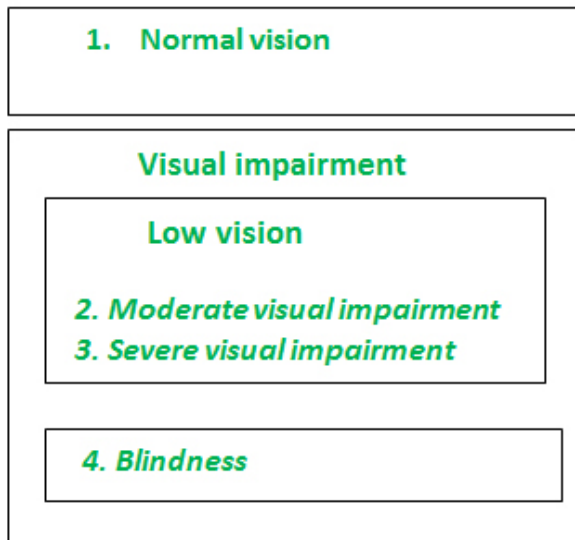 1. Normal vision
Visual impairment
Low vision
2. Moderate visual impairment
3. Severe visual impairment
4. Blindness